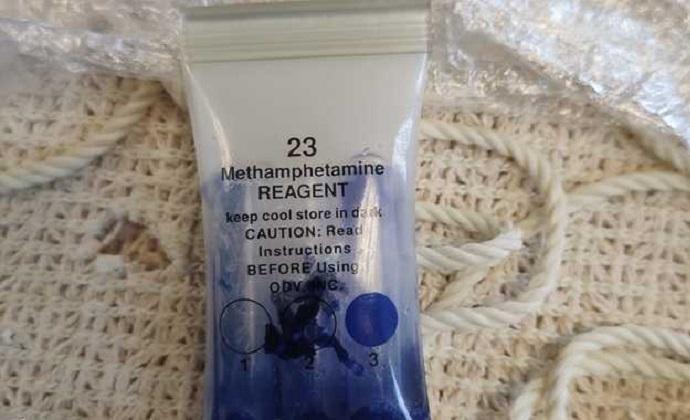 23
Methamphetamine
REAGENT
keep cool store in dark
CAUTION: Read
Instructions
BEFORE Using
ODV INC.
1 2 3